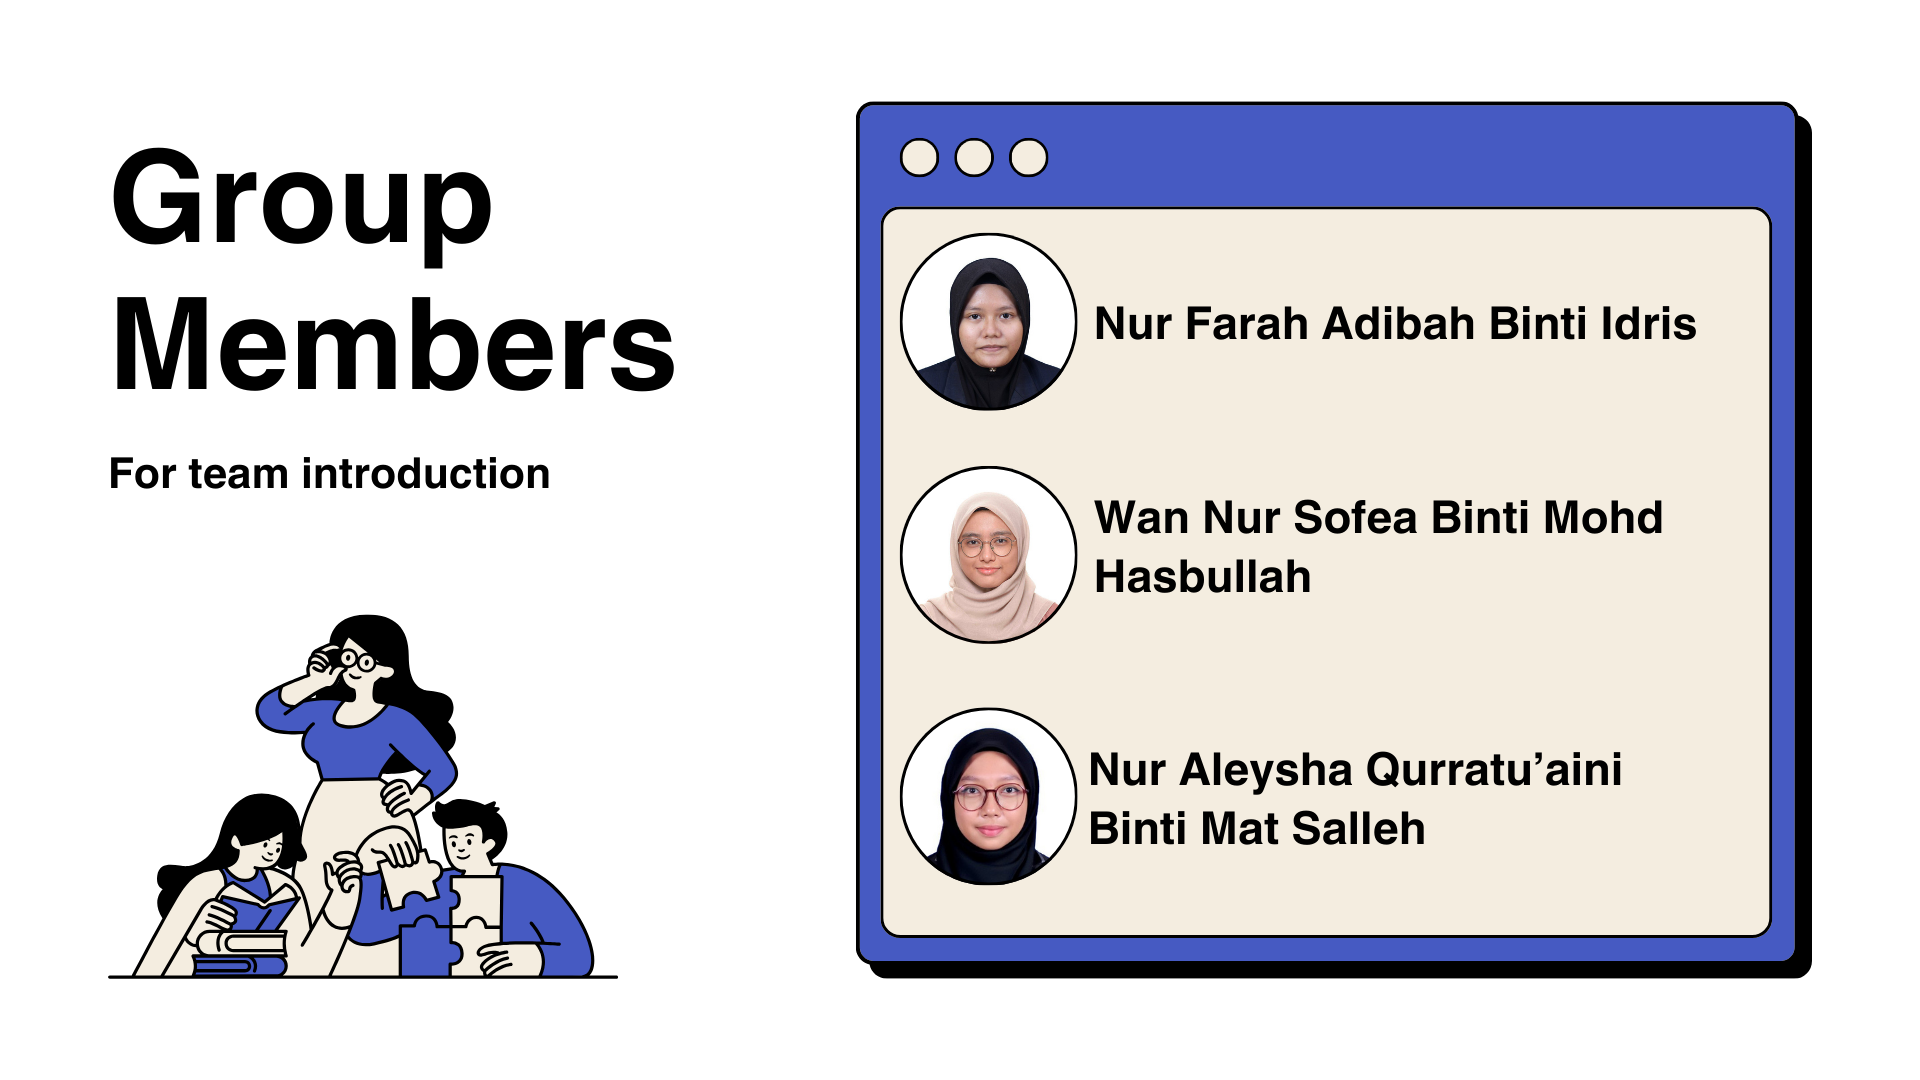 Group
Members
For team introduction
Nur Farah Adibah Binti Idris
Wan Nur Sofea Binti Mohd
Hasbullah
Nur Aleysha Qurratu’aini
Binti Mat Salleh